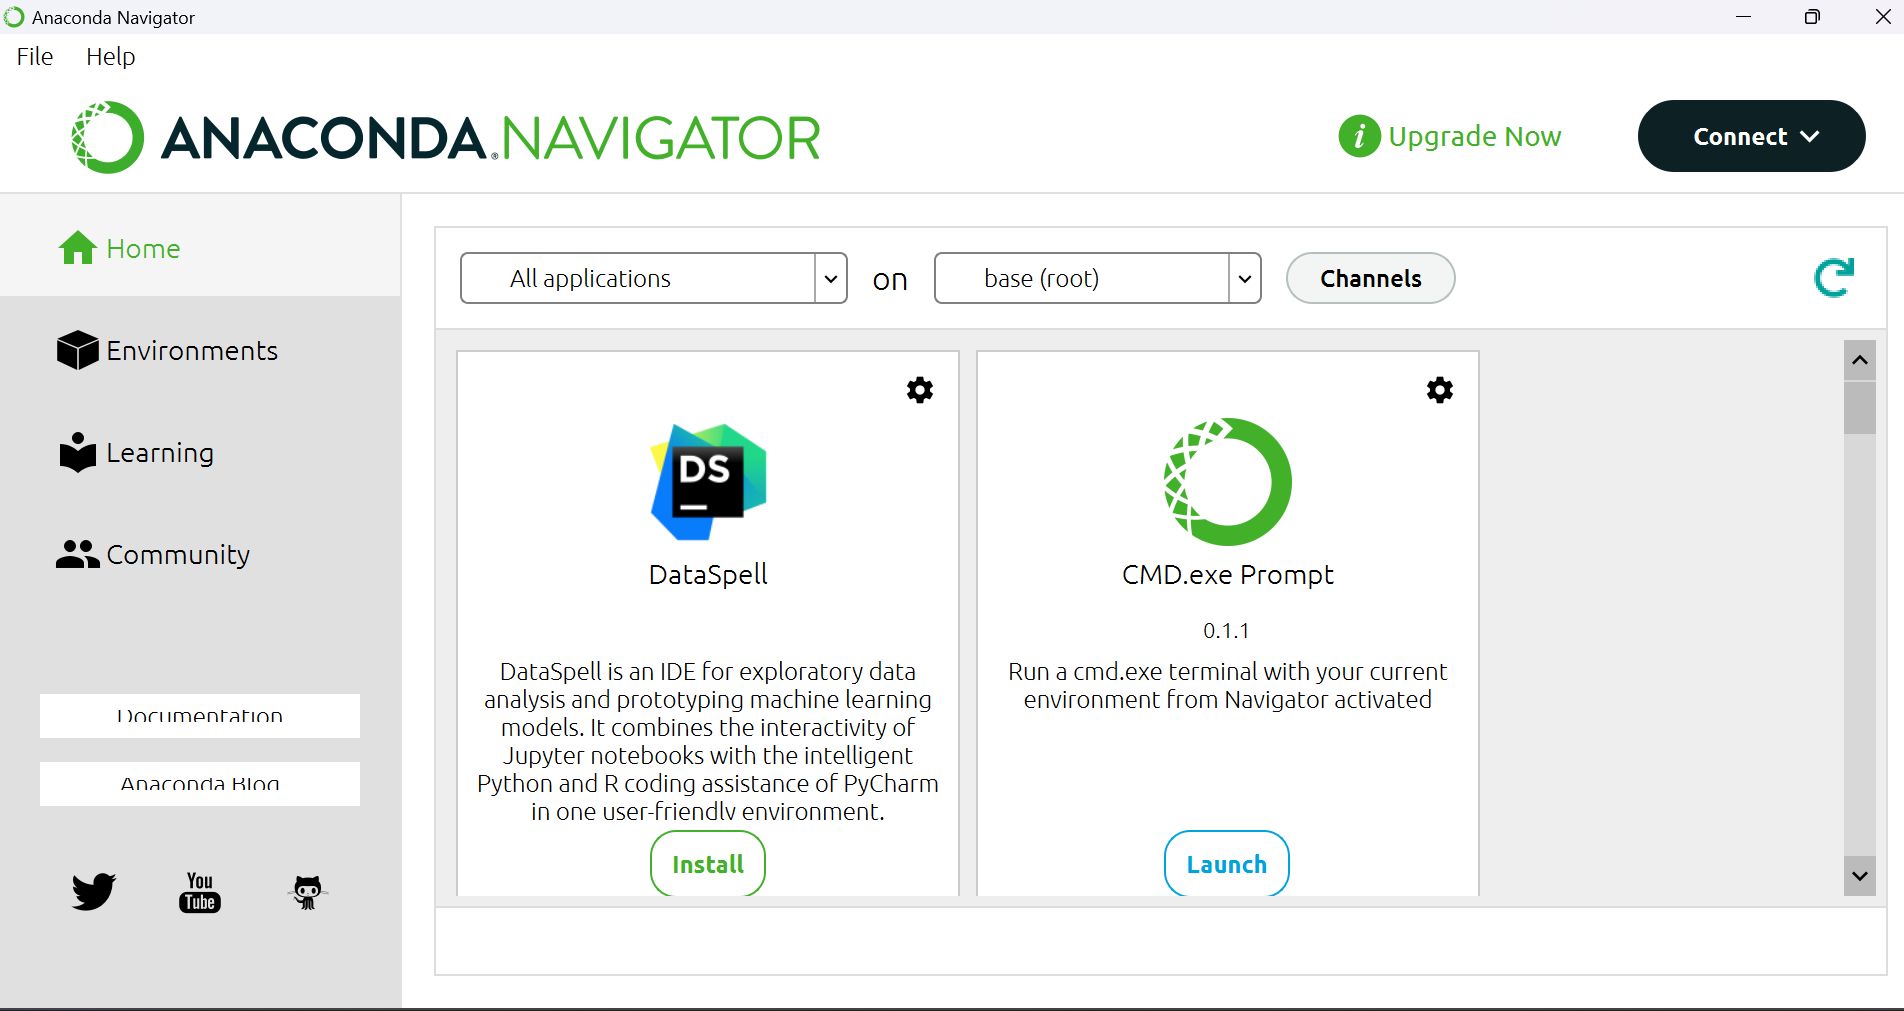 Anaconda Navigator
File Help
ANACONDA.NAVIGATOR
i Upgrade Now
Connect
Home
Environments
Learning
Community
Documentation
Anaconda Blog
You
Tube
All applications on base (root) Channels
DS
DataSpell
DataSpell is an IDE for exploratory data
analysis and prototyping machine learning
models. It combines the interactivity of
Jupyter notebooks with the intelligent
Python and R coding assistance of PyCharm
in one user-friendly environment.
Install
CMD.exe Prompt
0.1.1
Run a cmd.exe terminal with your current
environment from Navigator activated
Launch